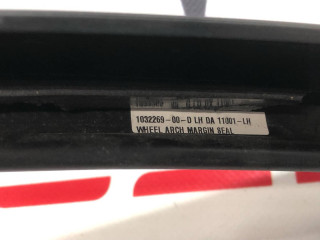 1032269-00-D LH DA 11001-LH
WHEEL ARCH MARGIN SEAL